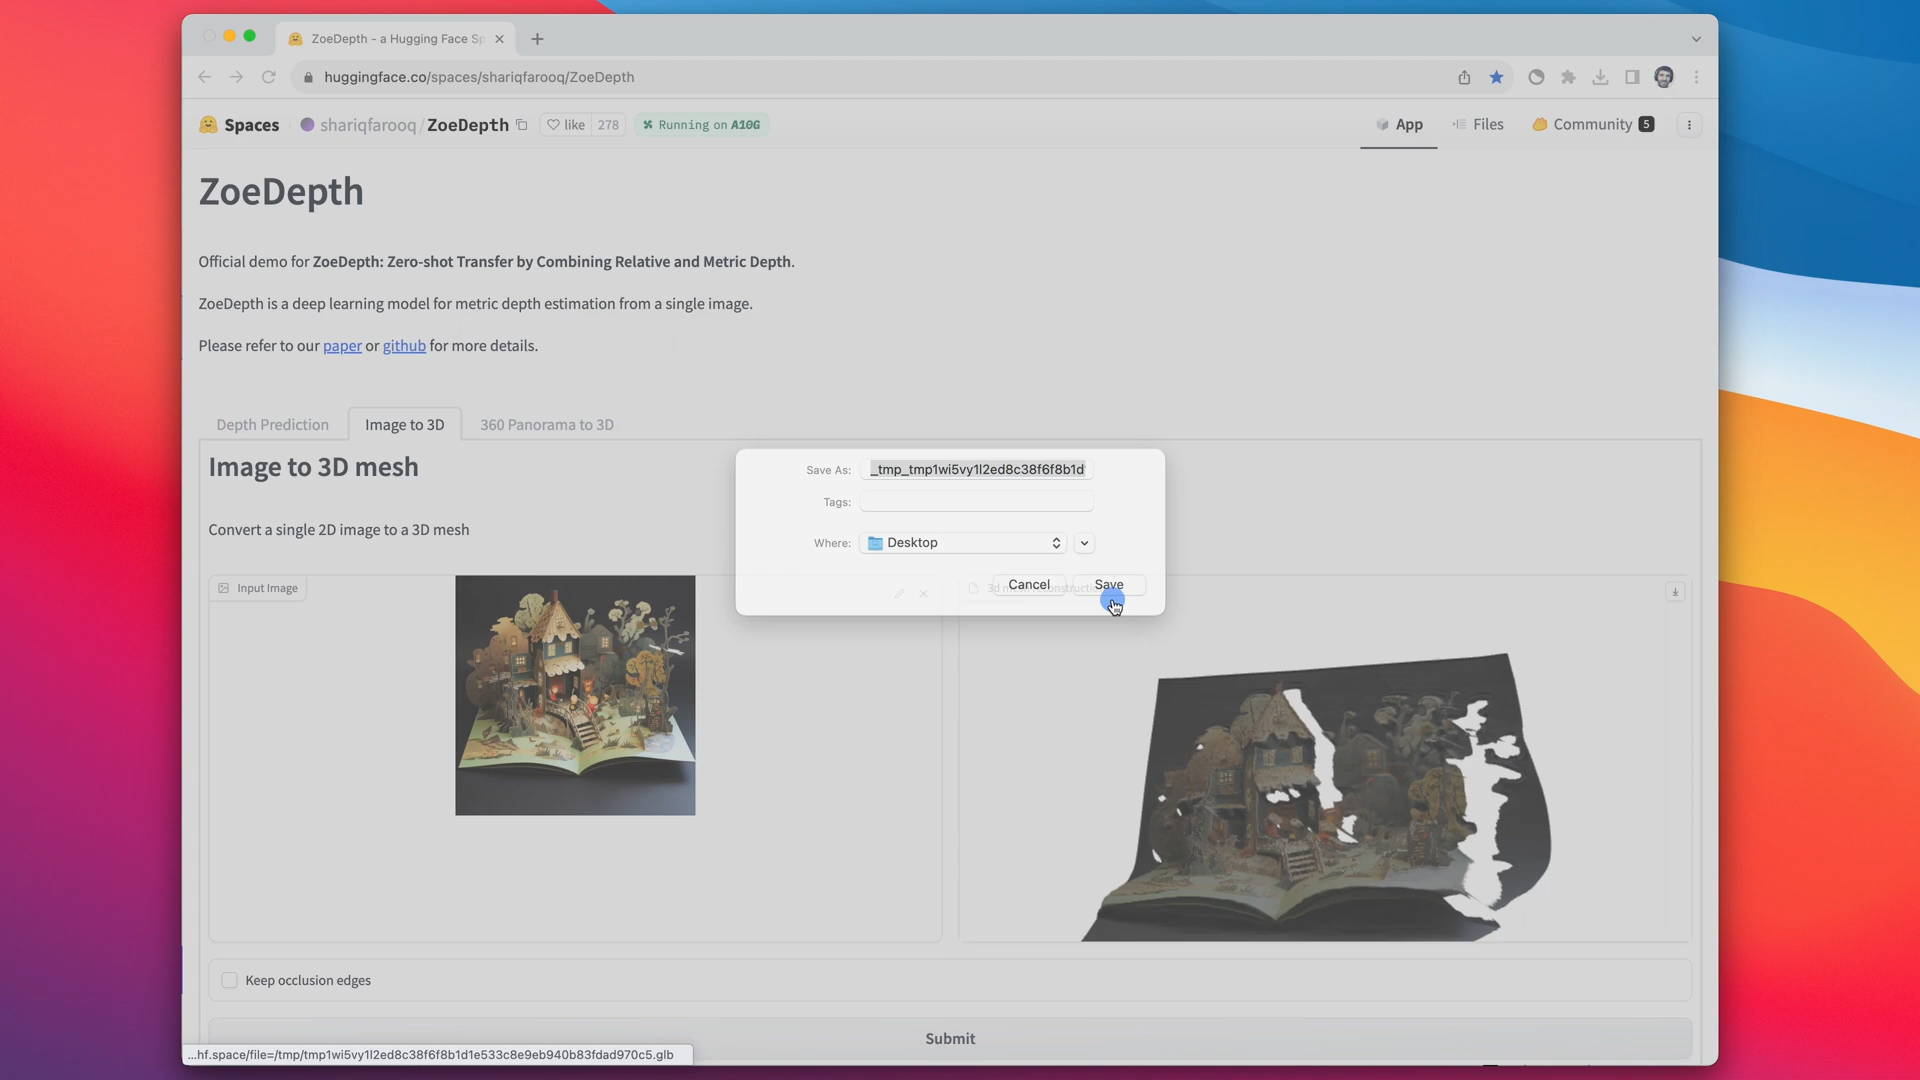 ZoeDepth - a Hugging Face Sp
huggingface.co/spaces/shariqfarooq/ZoeDepth
Spaces shariqfarooq/ZoeDepth like 278 Running on A10G App Files Community 5
ZoeDepth
Official demo for ZoeDepth: Zero-shot Transfer by Combining Relative and Metric Depth.
ZoeDepth is a deep learning model for metric depth estimation from a single image.
Please refer to our paper or github for more details.
Depth Prediction Image to 3D 360 Panorama to 3D
Image to 3D mesh
Save As: _tmp_tmp1wi5vy1l2ed8c38f6f8b1d
Tags:
Convert a single 2D image to a 3D mesh
Where: Desktop
Cancel Save
Input Image
Keep occlusion edges
Submit
...hf.space/file=/tmp/tmp1wi5vy1l2ed8c38f6f8b1d1e533c8e9eb940b83fdad970c5.glb